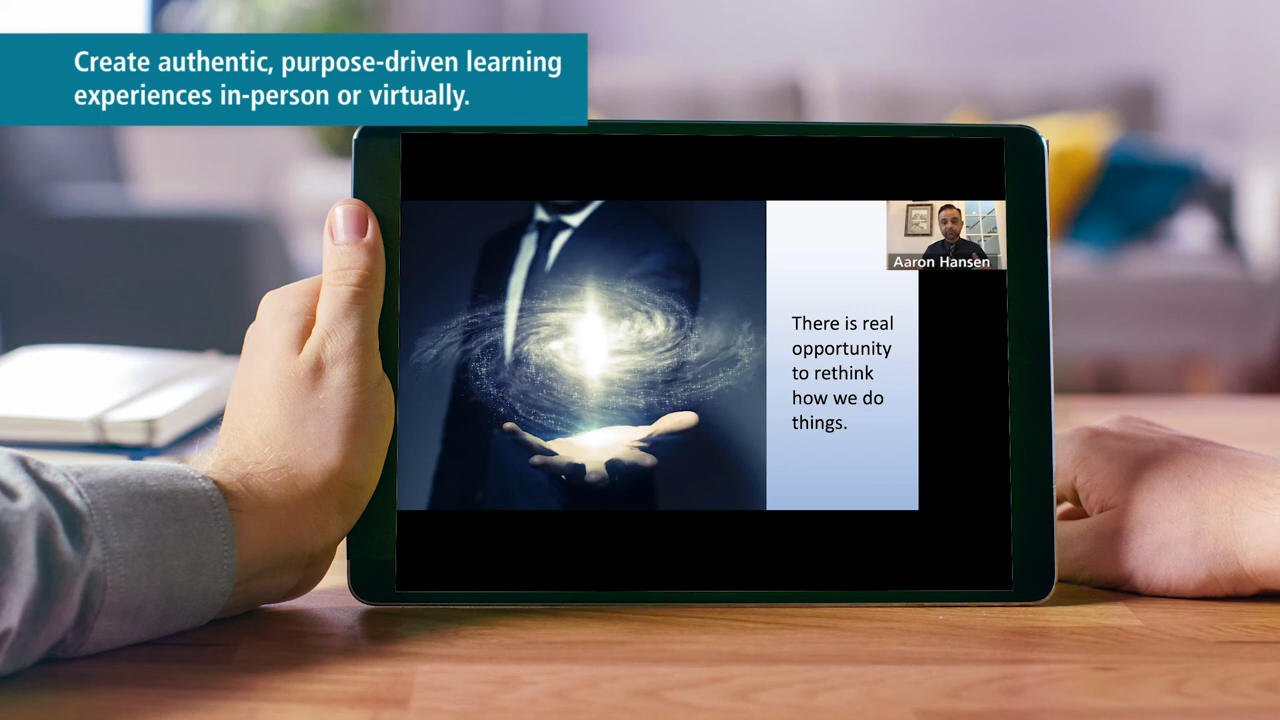 Create authentic, purpose-driven learning
experiences in-person or virtually.
Aaron Hansen
There is real
opportunity
to rethink
how we do
things.